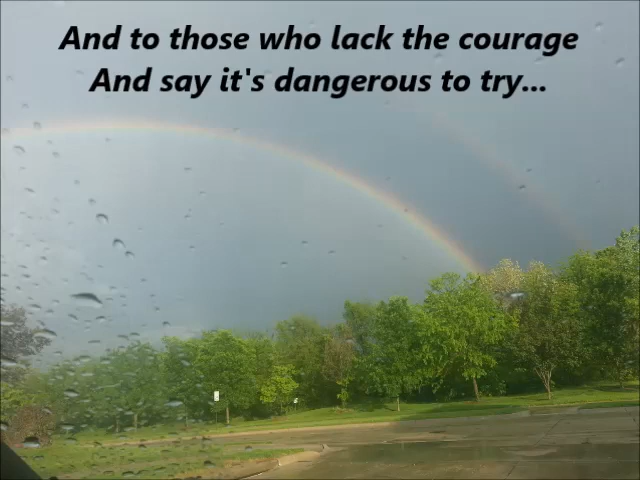 And to those who lack the courage
And say it's dangerous to try...